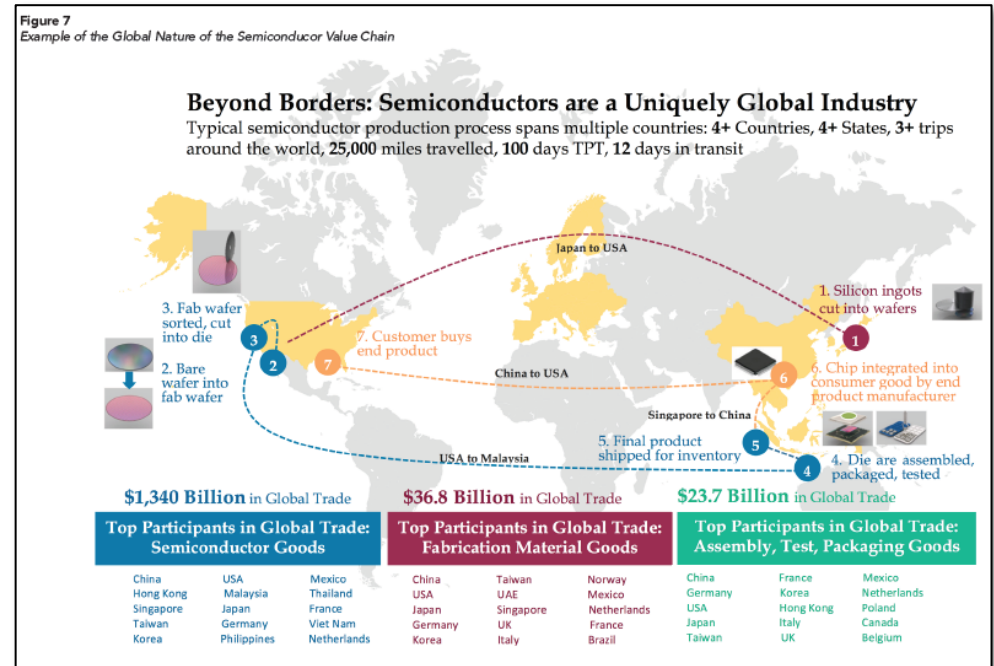 Figure 7
Example of the Global Nature of the Semiconducor Value Chain
Beyond Borders: Semiconductors are a Uniquely Global Industry
Typical semiconductor production process spans multiple countries: 4+ Countries, 4+ States, 3+ trips
around the world, 25,000 miles travelled, 100 days TPT, 12 days in transit
Japan to USA
1. Silicon ingots
cut into wafers
1
3. Fab wafer
sorted, cut
into die
3
2
2. Bare
wafer into
fab wafer
7. Customer buys
end product
7
China to USA
6
6. Chip integrated into
consumer good by end
product manufacturer
Singapore to China
5. Final product
shipped for inventory
5
USA to Malaysia
4
4. Die are assembled,
packaged, tested
$1,340 Billion in Global Trade
Top Participants in Global Trade:
Semiconductor Goods
China USA Mexico
Hong Kong Malaysia Thailand
Singapore Japan France
Taiwan Germany Viet Nam
Korea Philippines Netherlands
$36.8 Billion in Global Trade
Top Participants in Global Trade:
Fabrication Material Goods
China Taiwan Norway
USA UAE Mexico
Japan Singapore Netherlands
Germany UK France
Korea Italy Brazil
$23.7 Billion in Global Trade
Top Participants in Global Trade:
Assembly, Test, Packaging Goods
China France Mexico
Germany Korea Netherlands
USA Hong Kong Poland
Japan Italy Canada
Taiwan UK Belgium